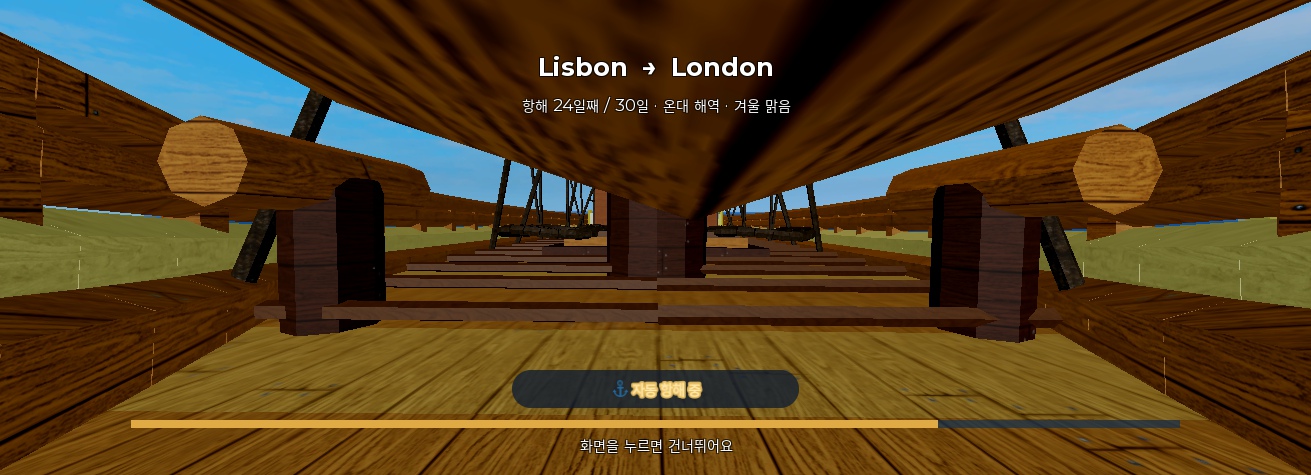 Lisbon → London
항해 24일째 / 30일 · 온대 해역 · 겨울 맑음
⚓ 자동 항해 중
화면을 누르면 건너뛰어요